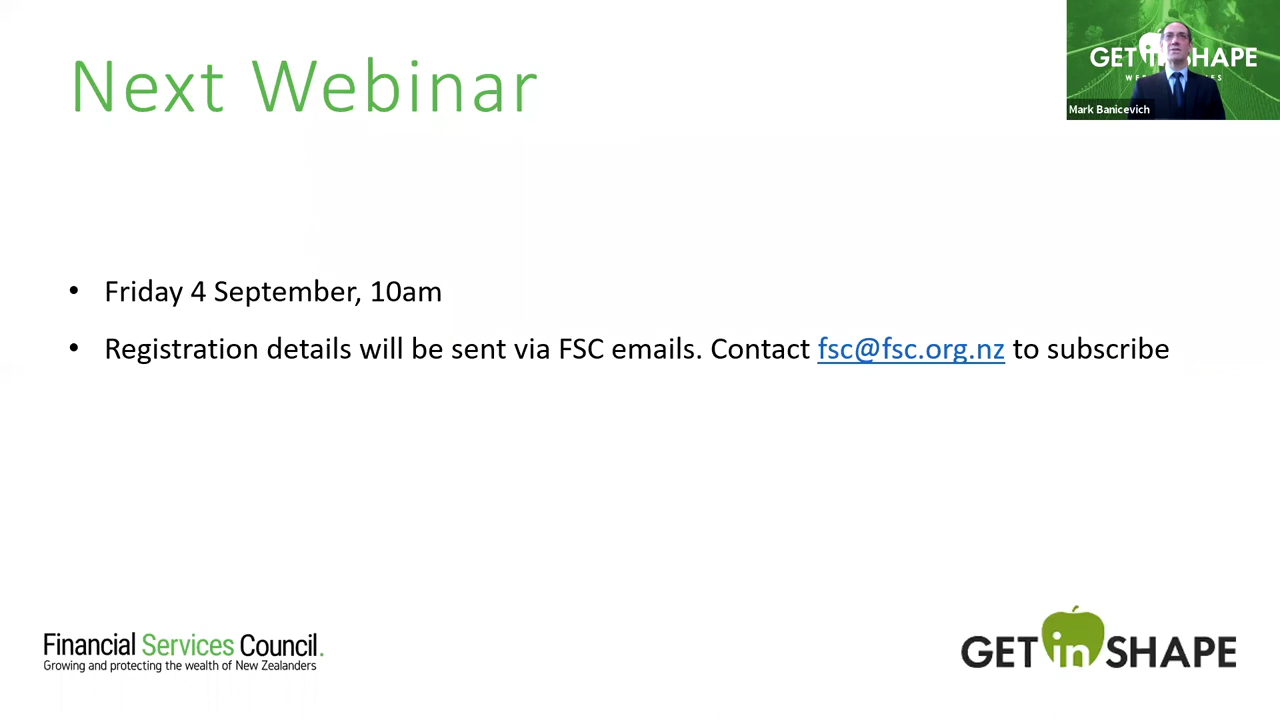 Next Webinar
GET in SHAPE
Mark Banicevich
• Friday 4 September, 10am
• Registration details will be sent via FSC emails. Contact fsc@fsc.org.nz to subscribe
Financial Services Council.
Growing and protecting the wealth of New Zealanders
GET in SHAPE